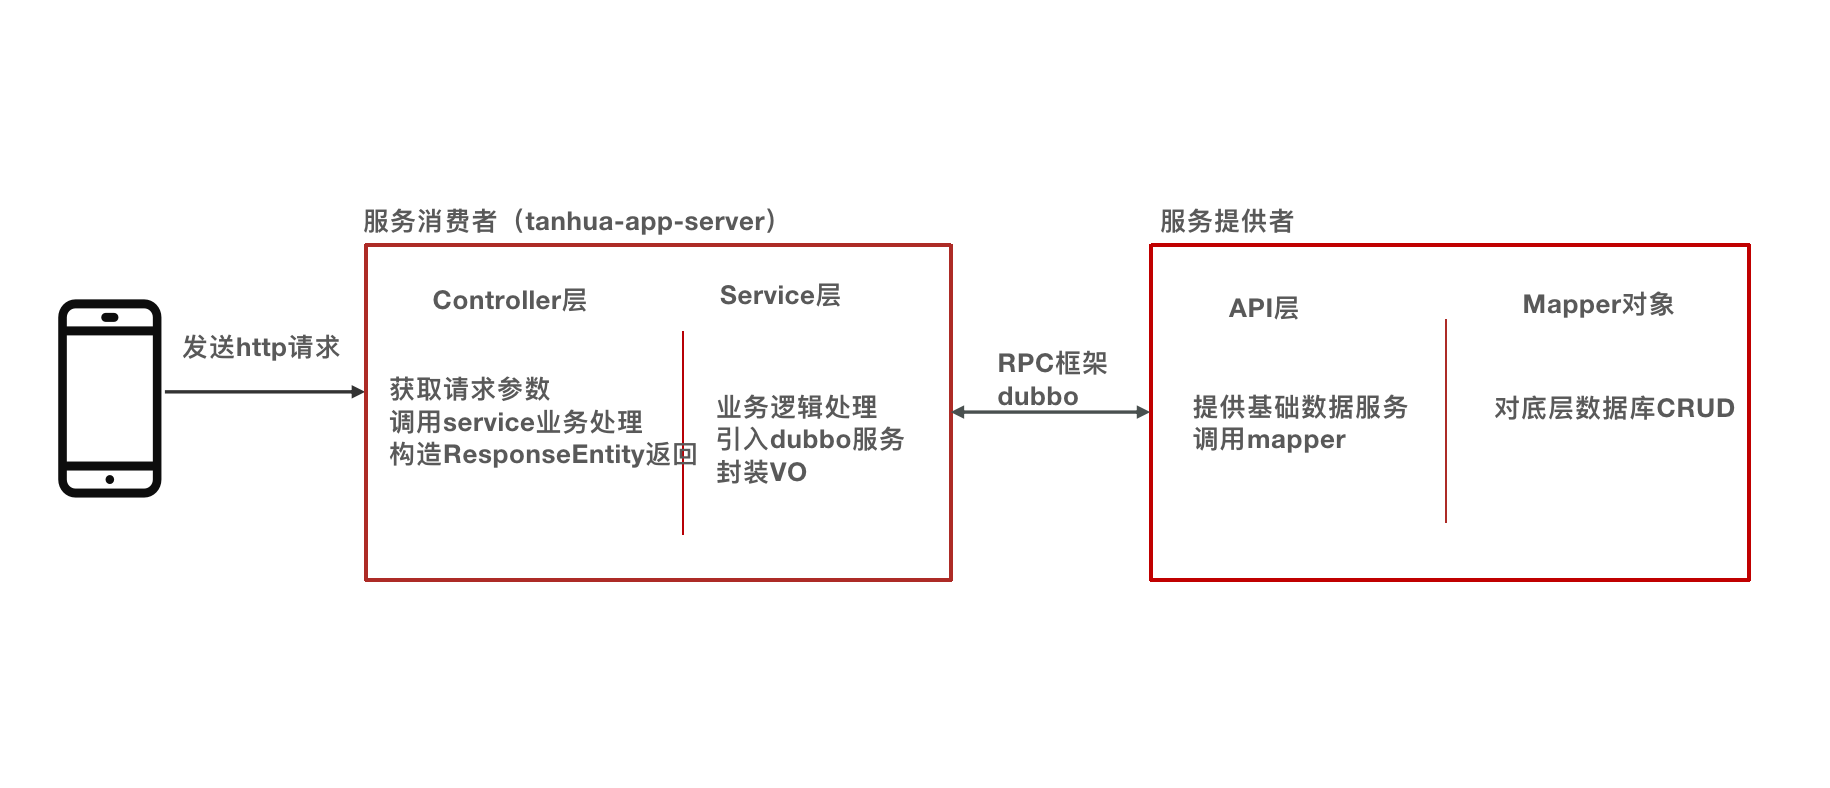 服务消费者（tanhua-app-server）
服务提供者
Controller层
Service层
API层
Mapper对象
发送http请求
获取请求参数
调用service业务处理
构造ResponseEntity返回
业务逻辑处理
引入dubbo服务
封装VO
RPC框架
dubbo
提供基础数据服务
调用mapper
对底层数据库CRUD